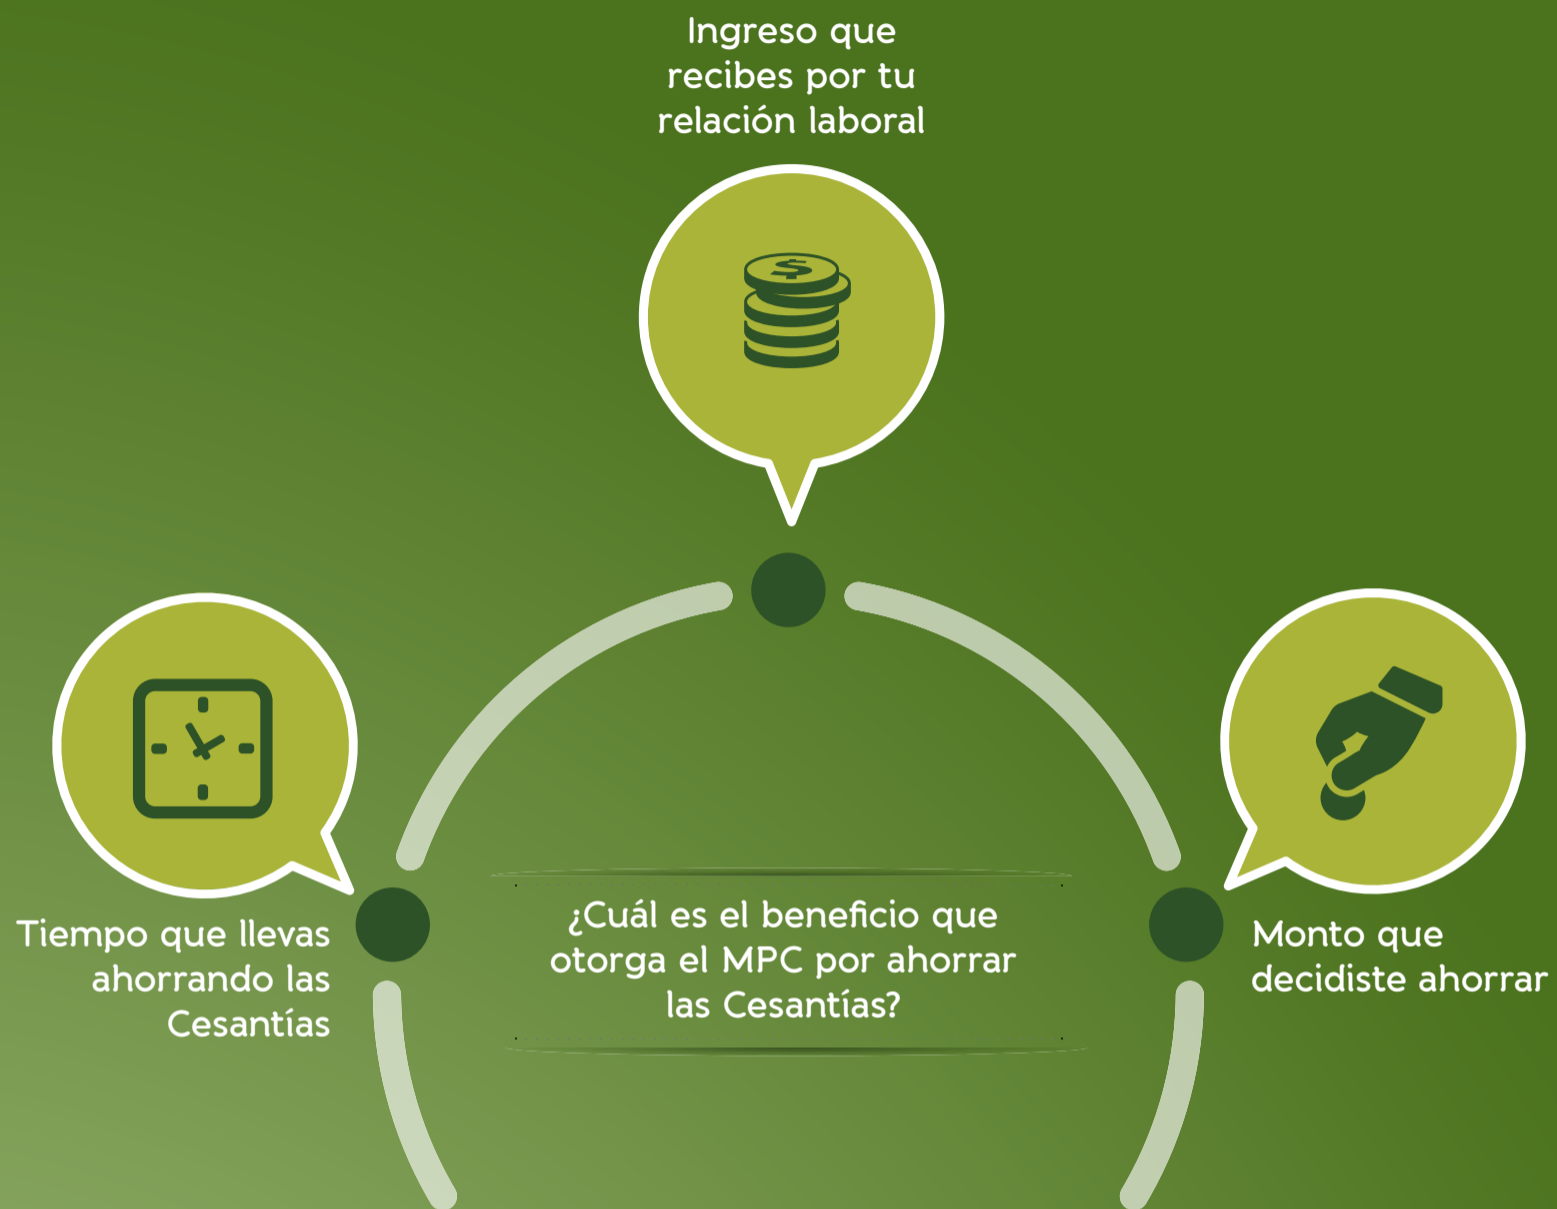 Ingreso que
recibes por tu
relación laboral
$
Tiempo que llevas
ahorrando las
Cesantías
¿Cuál es el beneficio que
otorga el MPC por ahorrar
las Cesantías?
Monto que
decidiste ahorrar